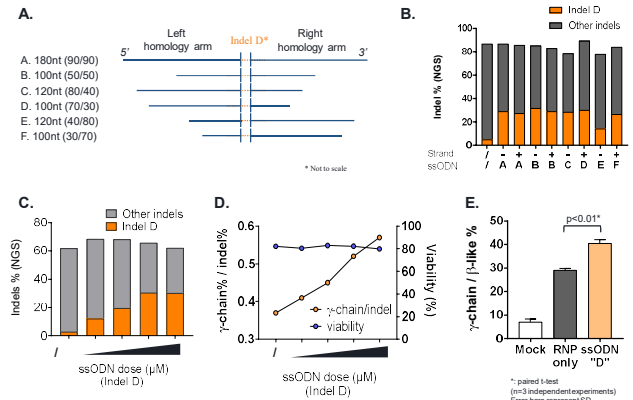 A.
Left
homology arm
Indel D*
Right
homology arm
5'
3'
A. 180nt (90/90)
B. 100nt (50/50)
C. 120nt (80/40)
D. 100nt (70/30)
E. 120nt (40/80)
F. 100nt (30/70)
* Not to scale
B.
Indel D
Other indels
Indel % (NGS)
100
80
60
40
20
0
Strand / - + - + - + - +
ssODN / A A B B C D E F
C.
Other indels
Indel D
Indels % (NGS)
80
60
40
20
0
/
ssODN dose (μM)
(Indel D)
D.
γ-chain% / indel%
0.6
0.5
0.4
0.3
100
80
60
40
20
0
Viability (%)
γ-chain/indel
viability
/
ssODN dose (μM)
(Indel D)
E.
p<0.01*
γ-chain / β-like %
50
40
30
20
10
0
Mock
RNP
only
ssODN
"D"
*: paired t-test
(n=3 independent experiments)